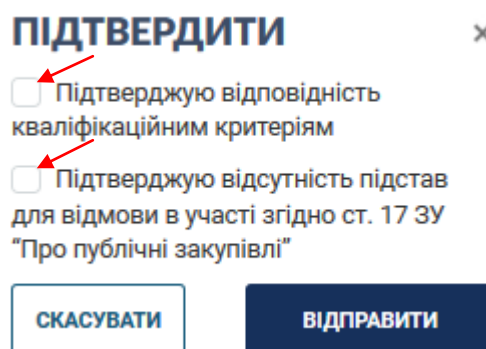 ПІДТВЕРДИТИ ×
Підтверджую відповідність
кваліфікаційним критеріям
Підтверджую відсутність підстав
для відмови в участі згідно ст. 17 ЗУ
“Про публічні закупівлі”
СКАСУВАТИ ВІДПРАВИТИ